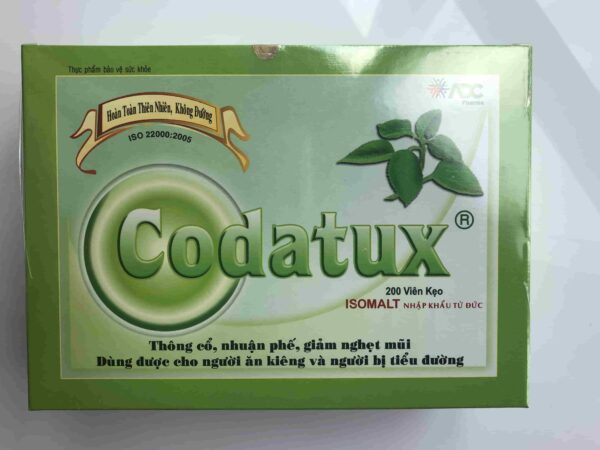 Thực phẩm bảo vệ sức khỏe
ADC
Pharma
Hoàn Toàn Thiên Nhiên, Không Đường
ISO 22000:2005
Codatux®
200 Viên Kẹo
ISOMALT NHẬP KHẨU TỪ ĐỨC
Thông cổ, nhuận phế, giảm nghẹt mũi
Dùng được cho người ăn kiêng và người bị tiểu đường